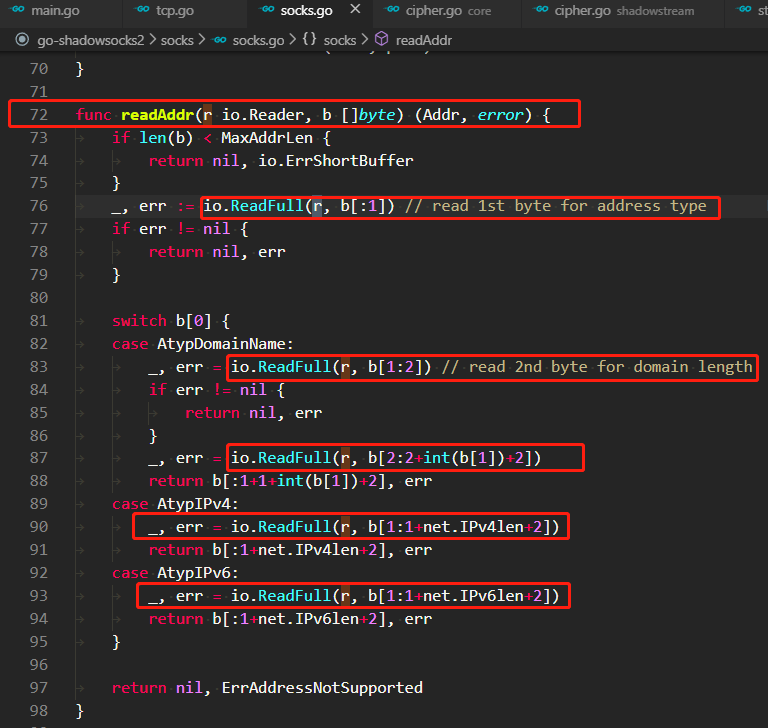 main.go tcp.go socks.go × cipher.go core cipher.go shadowstream
go-shadowsocks2 > socks > socks.go > {} socks > readAddr
70 }
71
72 func readAddr(r io.Reader, b []byte) (Addr, error) {
73 if len(b) < MaxAddrLen {
74 return nil, io.ErrShortBuffer
75 }
76 _, err := io.ReadFull(r, b[:1]) // read 1st byte for address type
77 if err != nil {
78 return nil, err
79 }
80
81 switch b[0] {
82 case AtypDomainName:
83 _, err = io.ReadFull(r, b[1:2]) // read 2nd byte for domain length
84 if err != nil {
85 return nil, err
86 }
87 _, err = io.ReadFull(r, b[2:2+int(b[1])+2])
88 return b[:1+1+int(b[1])+2], err
89 case AtypIPv4:
90 _, err = io.ReadFull(r, b[1:1+net.IPv4len+2])
91 return b[:1+net.IPv4len+2], err
92 case AtypIPv6:
93 _, err = io.ReadFull(r, b[1:1+net.IPv6len+2])
94 return b[:1+net.IPv6len+2], err
95 }
96
97 return nil, ErrAddressNotSupported
98 }